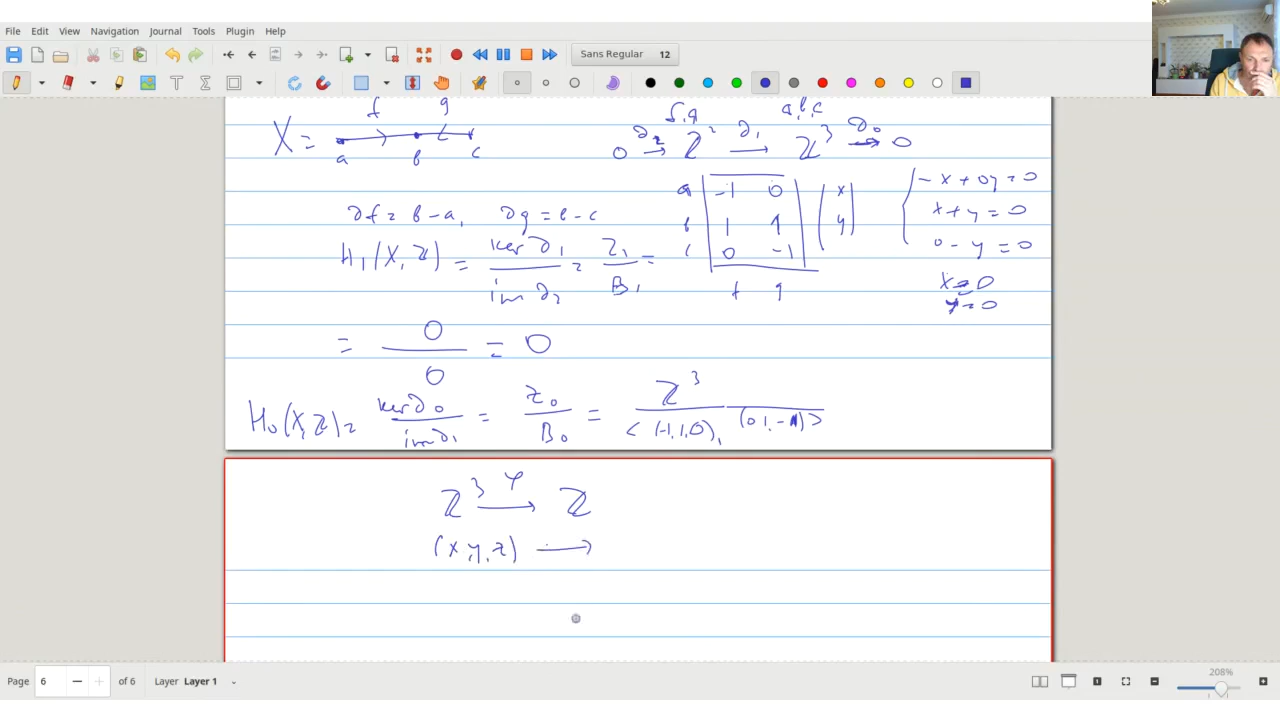 File Edit View Navigation Journal Tools Plugin Help
Sans Regular 12
f g
X = a b c
f, g a, b, c
0 ∂₂→ ℤ² ∂₁→ ℤ³ ∂₀→ 0
∂f = b - a, ∂g = b - c
a | -1 0 | | x |
b | 1 1 | | y |
c | 0 -1 |
f g
- x + 0y = 0
x + y = 0
0 - y = 0
x = 0
y = 0
H₁(X, ℤ) = ker ∂₁ / im ∂₂ = Z₁ / B₁ =
= 0 / 0 = 0
H₀(X, ℤ) = ker ∂₀ / im ∂₁ = Z₀ / B₀ = ℤ³ / < (-1,1,0), (0,1,-1) >
ℤ³ φ→ ℤ
(x, y, z) →
Page 6 of 6 Layer Layer 1 208%